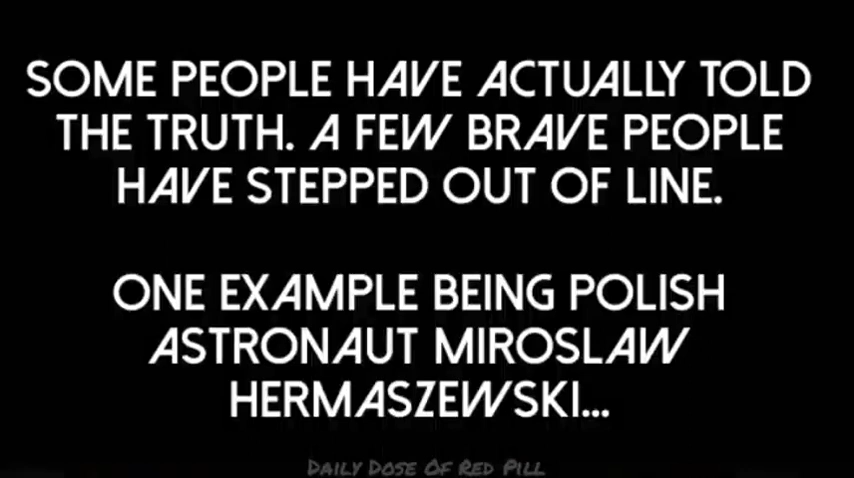 SOME PEOPLE HAVE ACTUALLY TOLD
THE TRUTH. A FEW BRAVE PEOPLE
HAVE STEPPED OUT OF LINE.
ONE EXAMPLE BEING POLISH
ASTRONAUT MIROSLAW
HERMASZEWSKI...
DAILY DOSE OF RED PILL